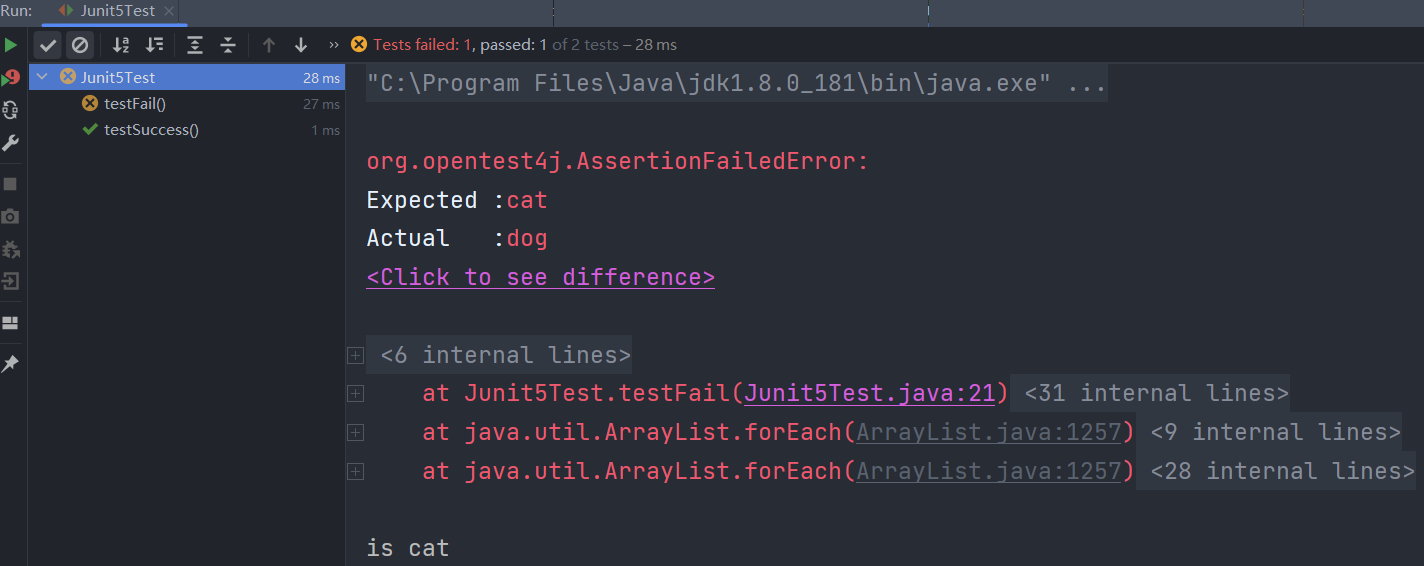 Run: Junit5Test
Tests failed: 1, passed: 1 of 2 tests – 28 ms
Junit5Test 28 ms
testFail() 27 ms
testSuccess() 1 ms
"C:\Program Files\Java\jdk1.8.0_181\bin\java.exe" ...
org.opentest4j.AssertionFailedError:
Expected :cat
Actual   :dog
<Click to see difference>
<6 internal lines>
at Junit5Test.testFail(Junit5Test.java:21) <31 internal lines>
at java.util.ArrayList.forEach(ArrayList.java:1257) <9 internal lines>
at java.util.ArrayList.forEach(ArrayList.java:1257) <28 internal lines>
is cat